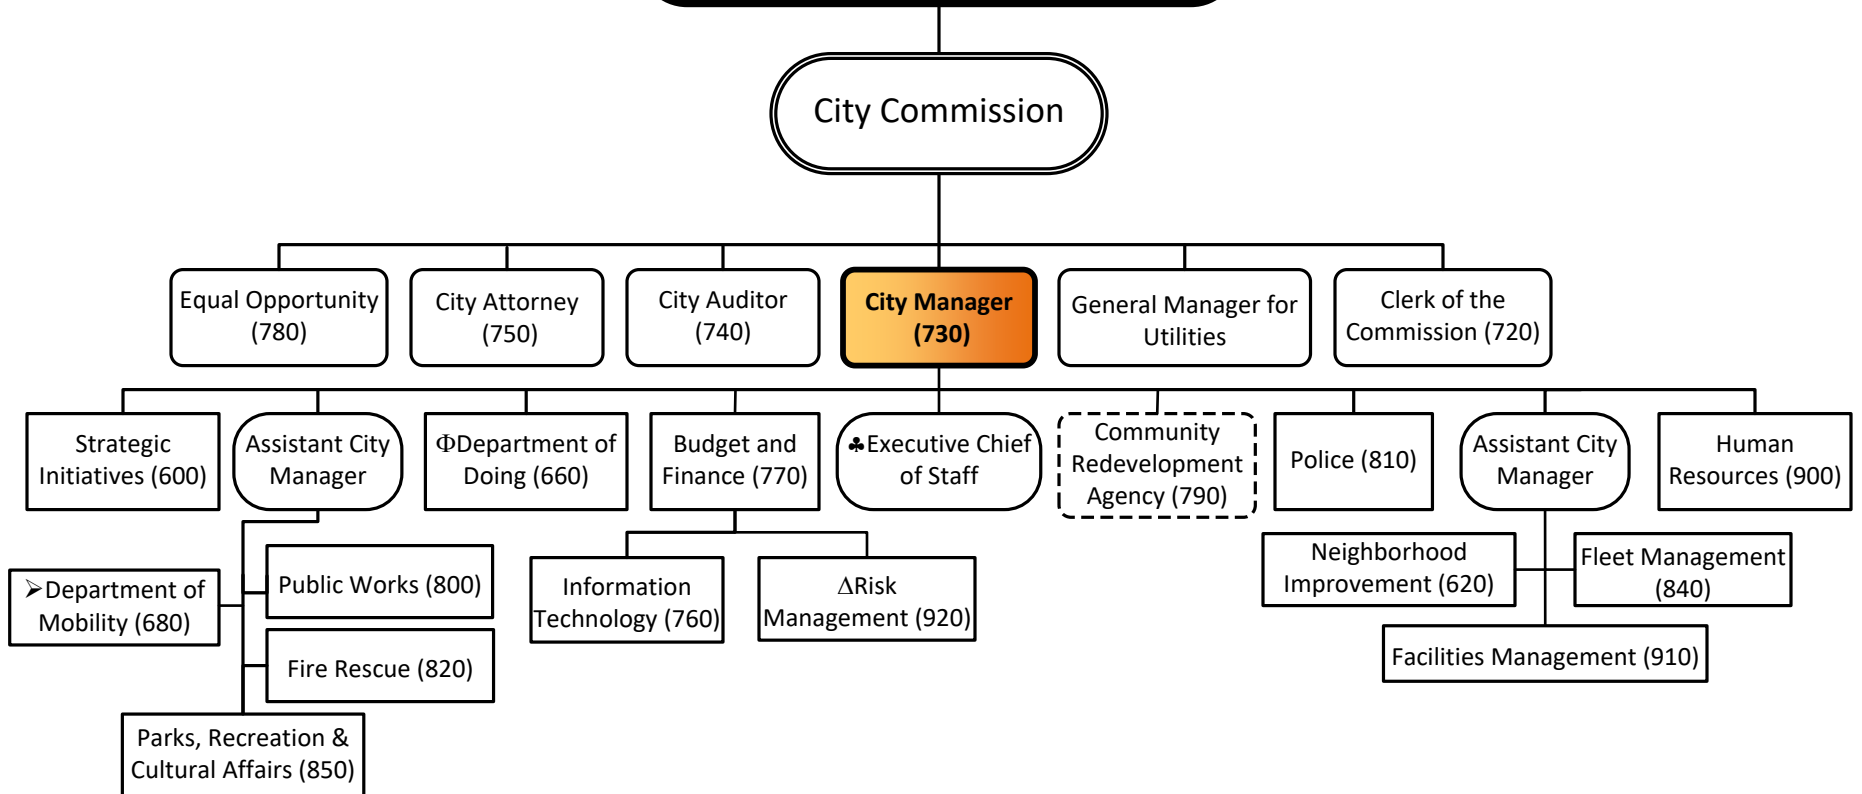 City Commission
Equal Opportunity
(780)
City Attorney
(750)
City Auditor
(740)
City Manager
(730)
General Manager for
Utilities
Clerk of the
Commission (720)
Strategic
Initiatives (600)
Assistant City
Manager
ΦDepartment of
Doing (660)
Budget and
Finance (770)
♣Executive Chief
of Staff
Community
Redevelopment
Agency (790)
Police (810)
Assistant City
Manager
Human
Resources (900)
➢Department of
Mobility (680)
Public Works (800)
Fire Rescue (820)
Parks, Recreation &
Cultural Affairs (850)
Information
Technology (760)
ΔRisk
Management (920)
Neighborhood
Improvement (620)
Fleet Management
(840)
Facilities Management (910)